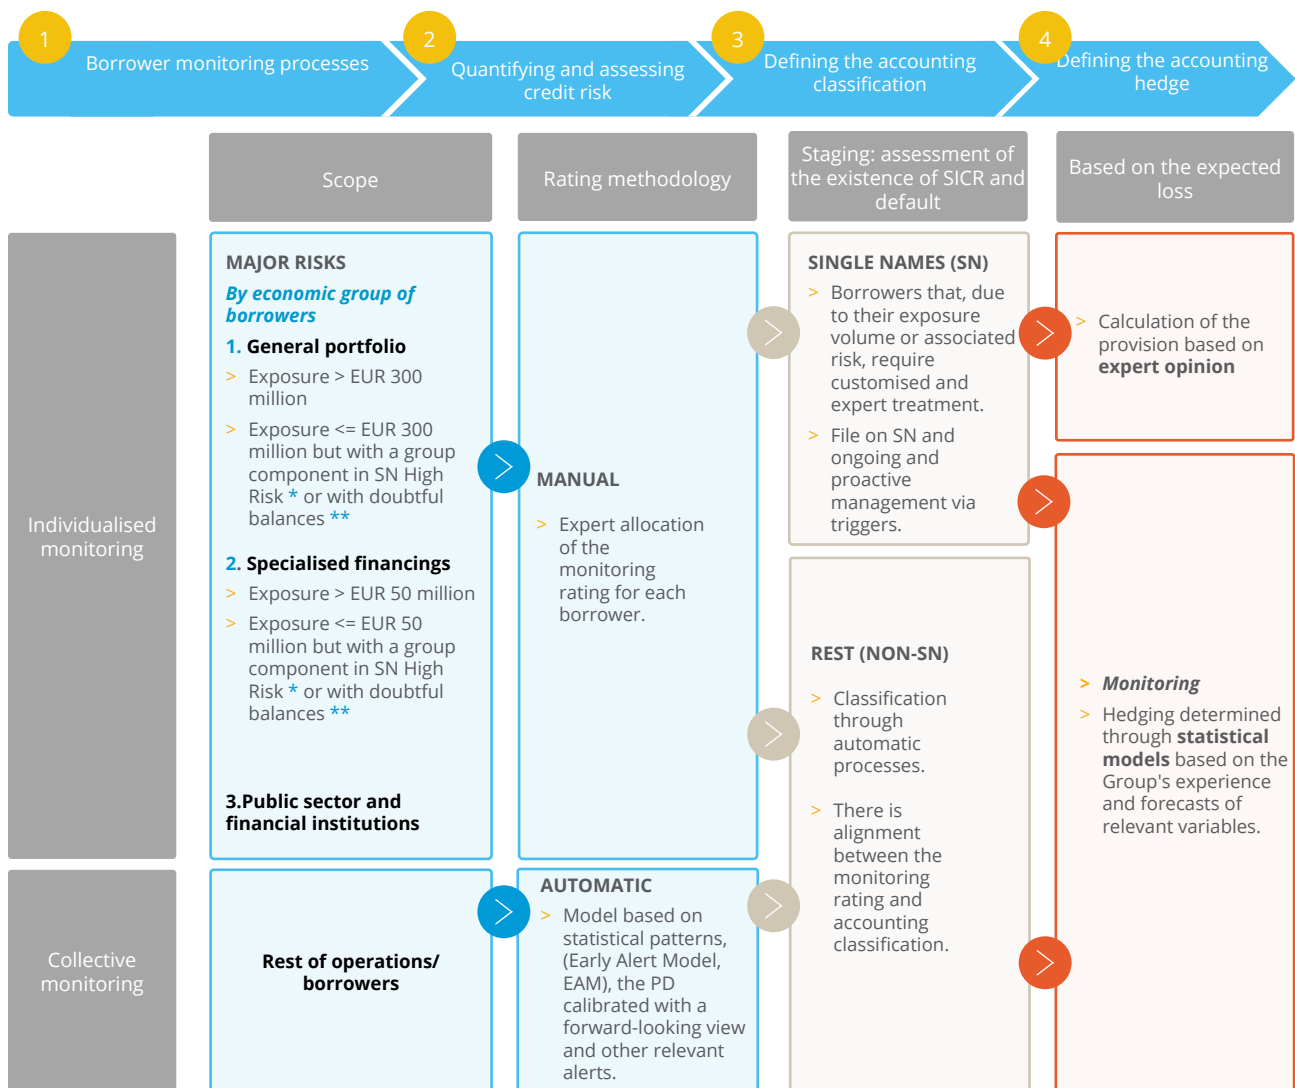 1
Borrower monitoring processes
2
Quantifying and assessing
credit risk
3
Defining the accounting
classification
4
Defining the accounting
hedge
Scope
Rating methodology
Staging: assessment of
the existence of SICR and
default
Based on the expected
loss
Individualised
monitoring
MAJOR RISKS
By economic group of
borrowers
1. General portfolio
> Exposure > EUR 300
million
> Exposure <= EUR 300
million but with a group
component in SN High
Risk * or with doubtful
balances **
2. Specialised financings
> Exposure > EUR 50 million
> Exposure <= EUR 50
million but with a group
component in SN High
Risk * or with doubtful
balances **
3.Public sector and
financial institutions
MANUAL
> Expert allocation
of the
monitoring
rating for each
borrower.
SINGLE NAMES (SN)
> Borrowers that, due
to their exposure
volume or associated
risk, require
customised and
expert treatment.
> File on SN and
ongoing and
proactive
management via
triggers.
> Calculation of the
provision based on
expert opinion
REST (NON-SN)
> Classification
through
automatic
processes.
> There is
alignment
between the
monitoring
rating and
accounting
classification.
> Monitoring
> Hedging determined
through statistical
models based on the
Group's experience
and forecasts of
relevant variables.
Collective
monitoring
Rest of operations/
borrowers
AUTOMATIC
> Model based on
statistical patterns,
(Early Alert Model,
EAM), the PD
calibrated with a
forward-looking view
and other relevant
alerts.